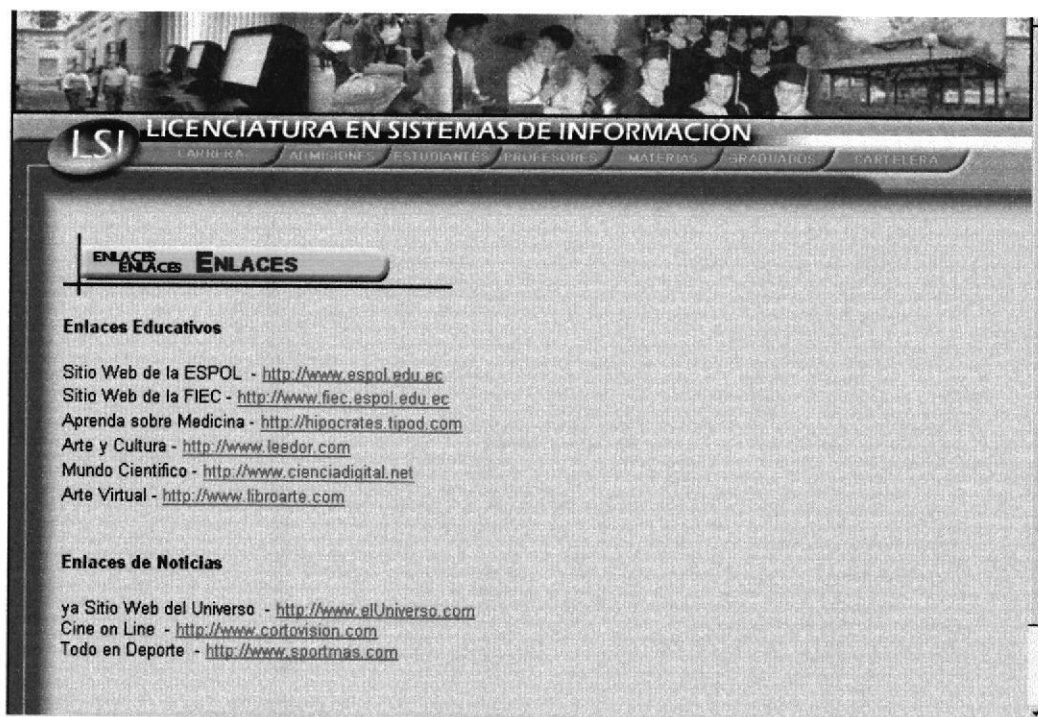 LSI LICENCIATURA EN SISTEMAS DE INFORMACIÓN
CARRERA ADMISIONES ESTUDIANTES PROFESORES MATERIAS GRADUADOS CARTELERA
ENLACES ENLACES ENLACES
Enlaces Educativos
Sitio Web de la ESPOL - http://www.espol.edu.ec
Sitio Web de la FIEC - http://www.fiec.espol.edu.ec
Aprenda sobre Medicina - http://hipocrates.tipod.com
Arte y Cultura - http://www.leedor.com
Mundo Cientifico - http://www.cienciadigital.net
Arte Virtual - http://www.libroarte.com
Enlaces de Noticias
ya Sitio Web del Universo - http://www.elUniverso.com
Cine on Line - http://www.cortovision.com
Todo en Deporte - http://www.sportmas.com